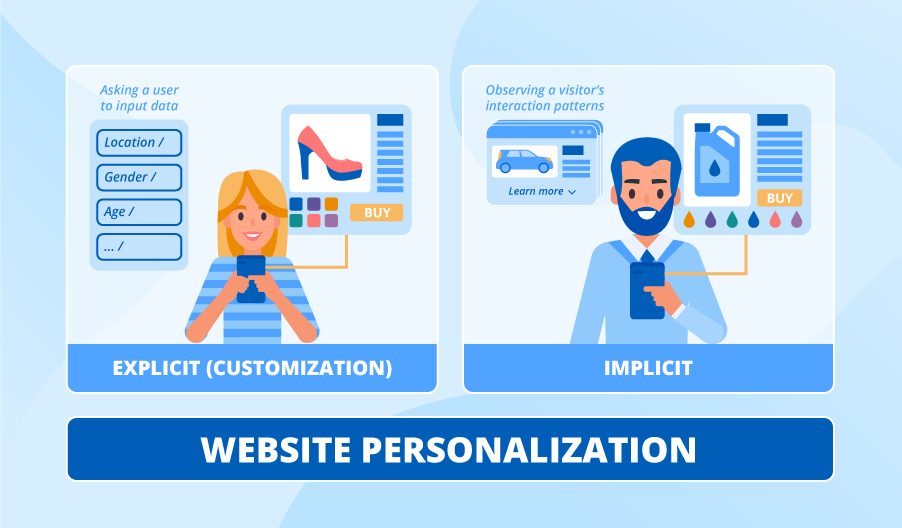 Asking a user
to input data
Location /
Gender /
Age /
... /
BUY
EXPLICIT (CUSTOMIZATION)
Observing a visitor's
interaction patterns
Learn more
BUY
IMPLICIT
WEBSITE PERSONALIZATION